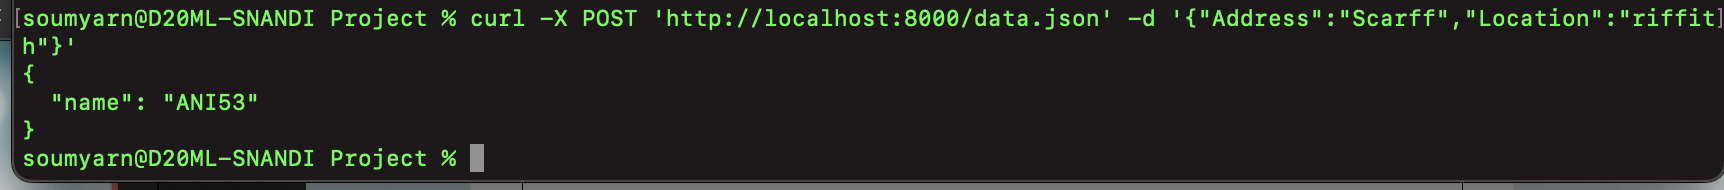 [soumyarn@D20ML-SNANDI Project % curl -X POST 'http://localhost:8000/data.json' -d '{"Address":"Scarff","Location":"riffit]
h"}'
{
  "name": "ANI53"
}
soumyarn@D20ML-SNANDI Project %